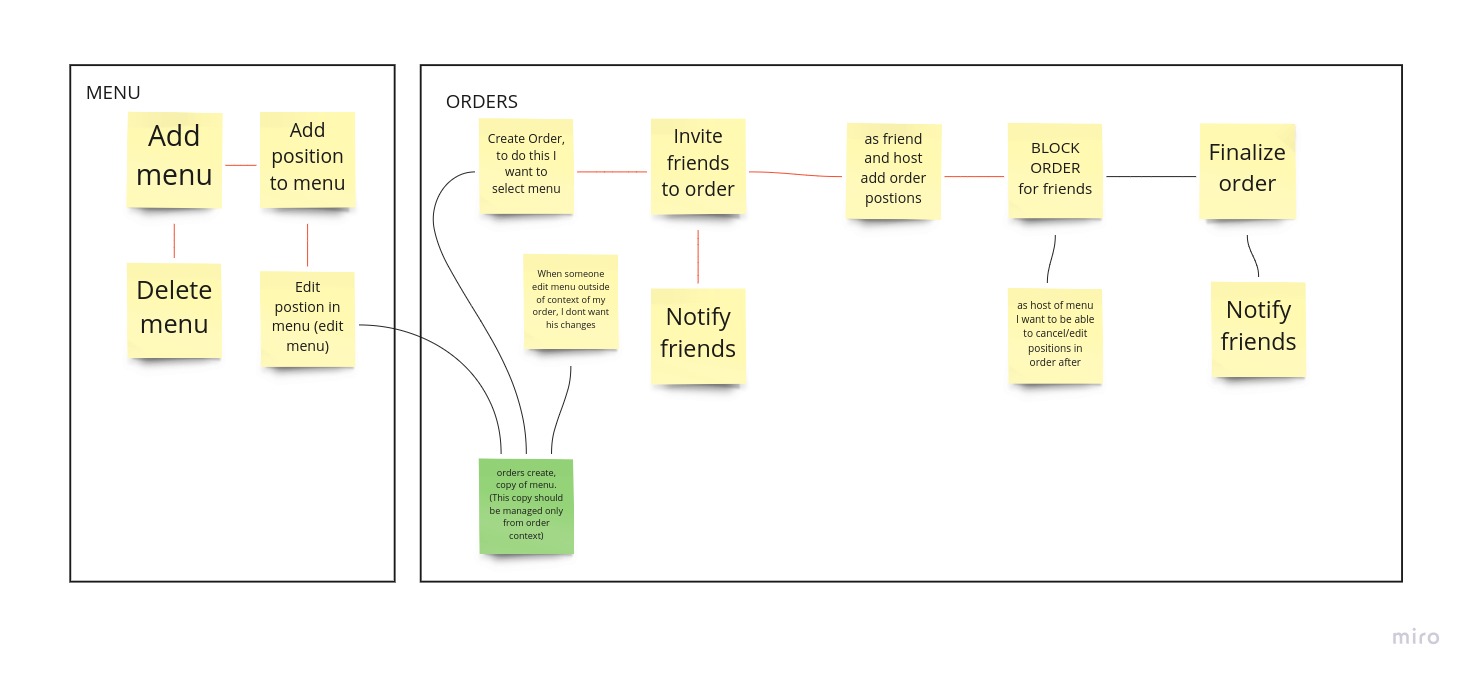 MENU
Add
menu
Add
position
to menu
Delete
menu
Edit
postion in
menu (edit
menu)
ORDERS
Create Order,
to do this I
want to
select menu
Invite
friends
to order
as friend
and host
add order
postions
BLOCK
ORDER
for friends
Finalize
order
When someone
edit menu outside
of context of my
order, I dont want
his changes
Notify
friends
as host of menu
I want to be able
to cancel/edit
positions in
order after
Notify
friends
orders create,
copy of menu.
(This copy should
be managed only
from order
context)
miro